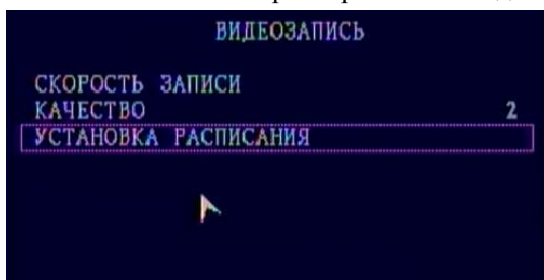 ВИДЕОЗАПИСЬ
СКОРОСТЬ ЗАПИСИ
КАЧЕСТВО 2
УСТАНОВКА РАСПИСАНИЯ